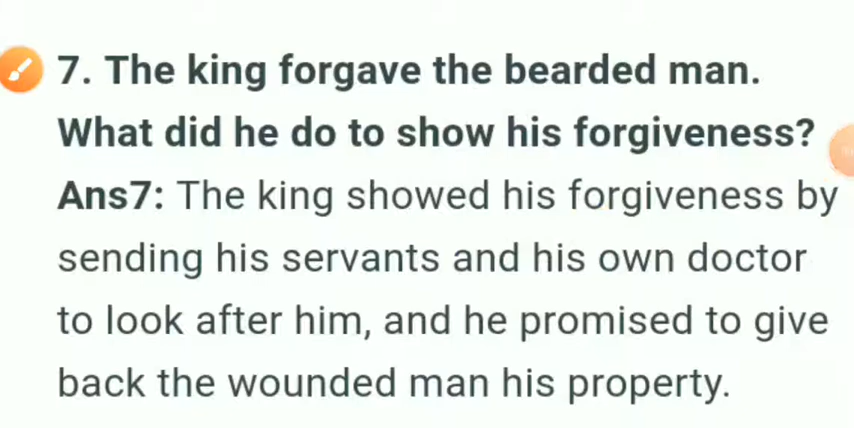 7. The king forgave the bearded man.
What did he do to show his forgiveness?
Ans7: The king showed his forgiveness by
sending his servants and his own doctor
to look after him, and he promised to give
back the wounded man his property.